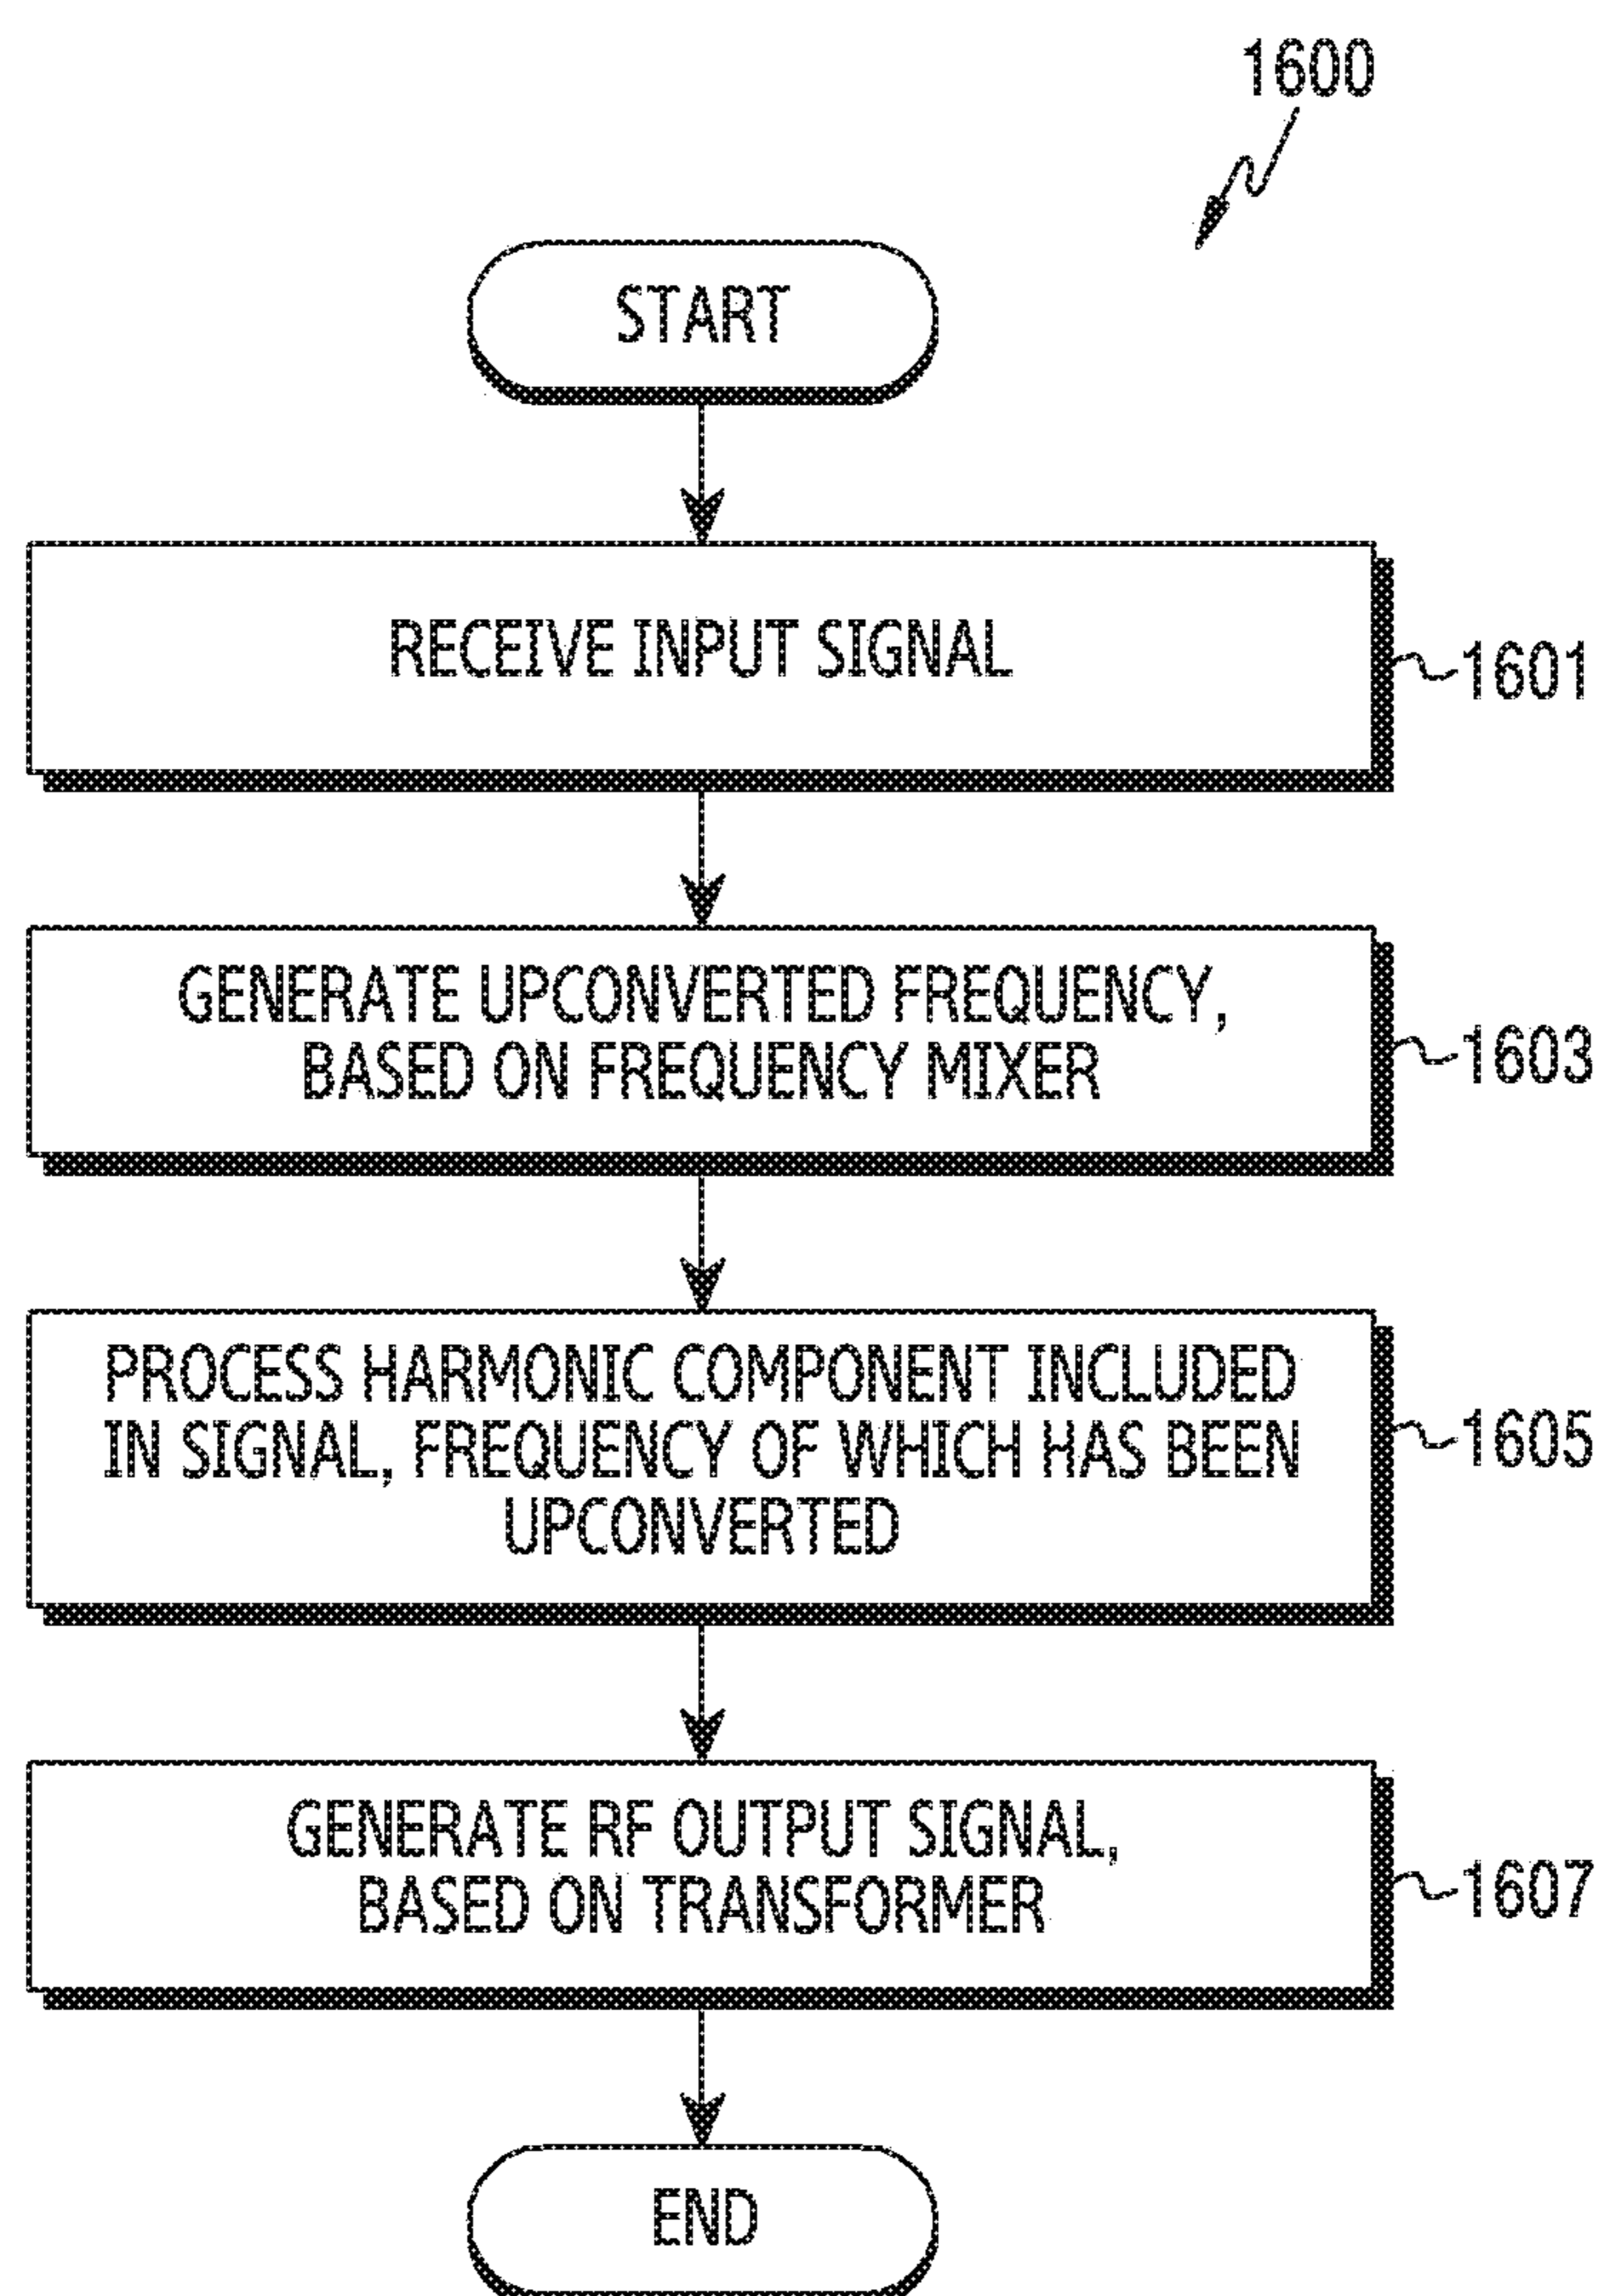 1600
START
RECEIVE INPUT SIGNAL
1601
GENERATE UPCONVERTED FREQUENCY,
BASED ON FREQUENCY MIXER
1603
PROCESS HARMONIC COMPONENT INCLUDED
IN SIGNAL, FREQUENCY OF WHICH HAS BEEN
UPCONVERTED
1605
GENERATE RF OUTPUT SIGNAL,
BASED ON TRANSFORMER
1607
END